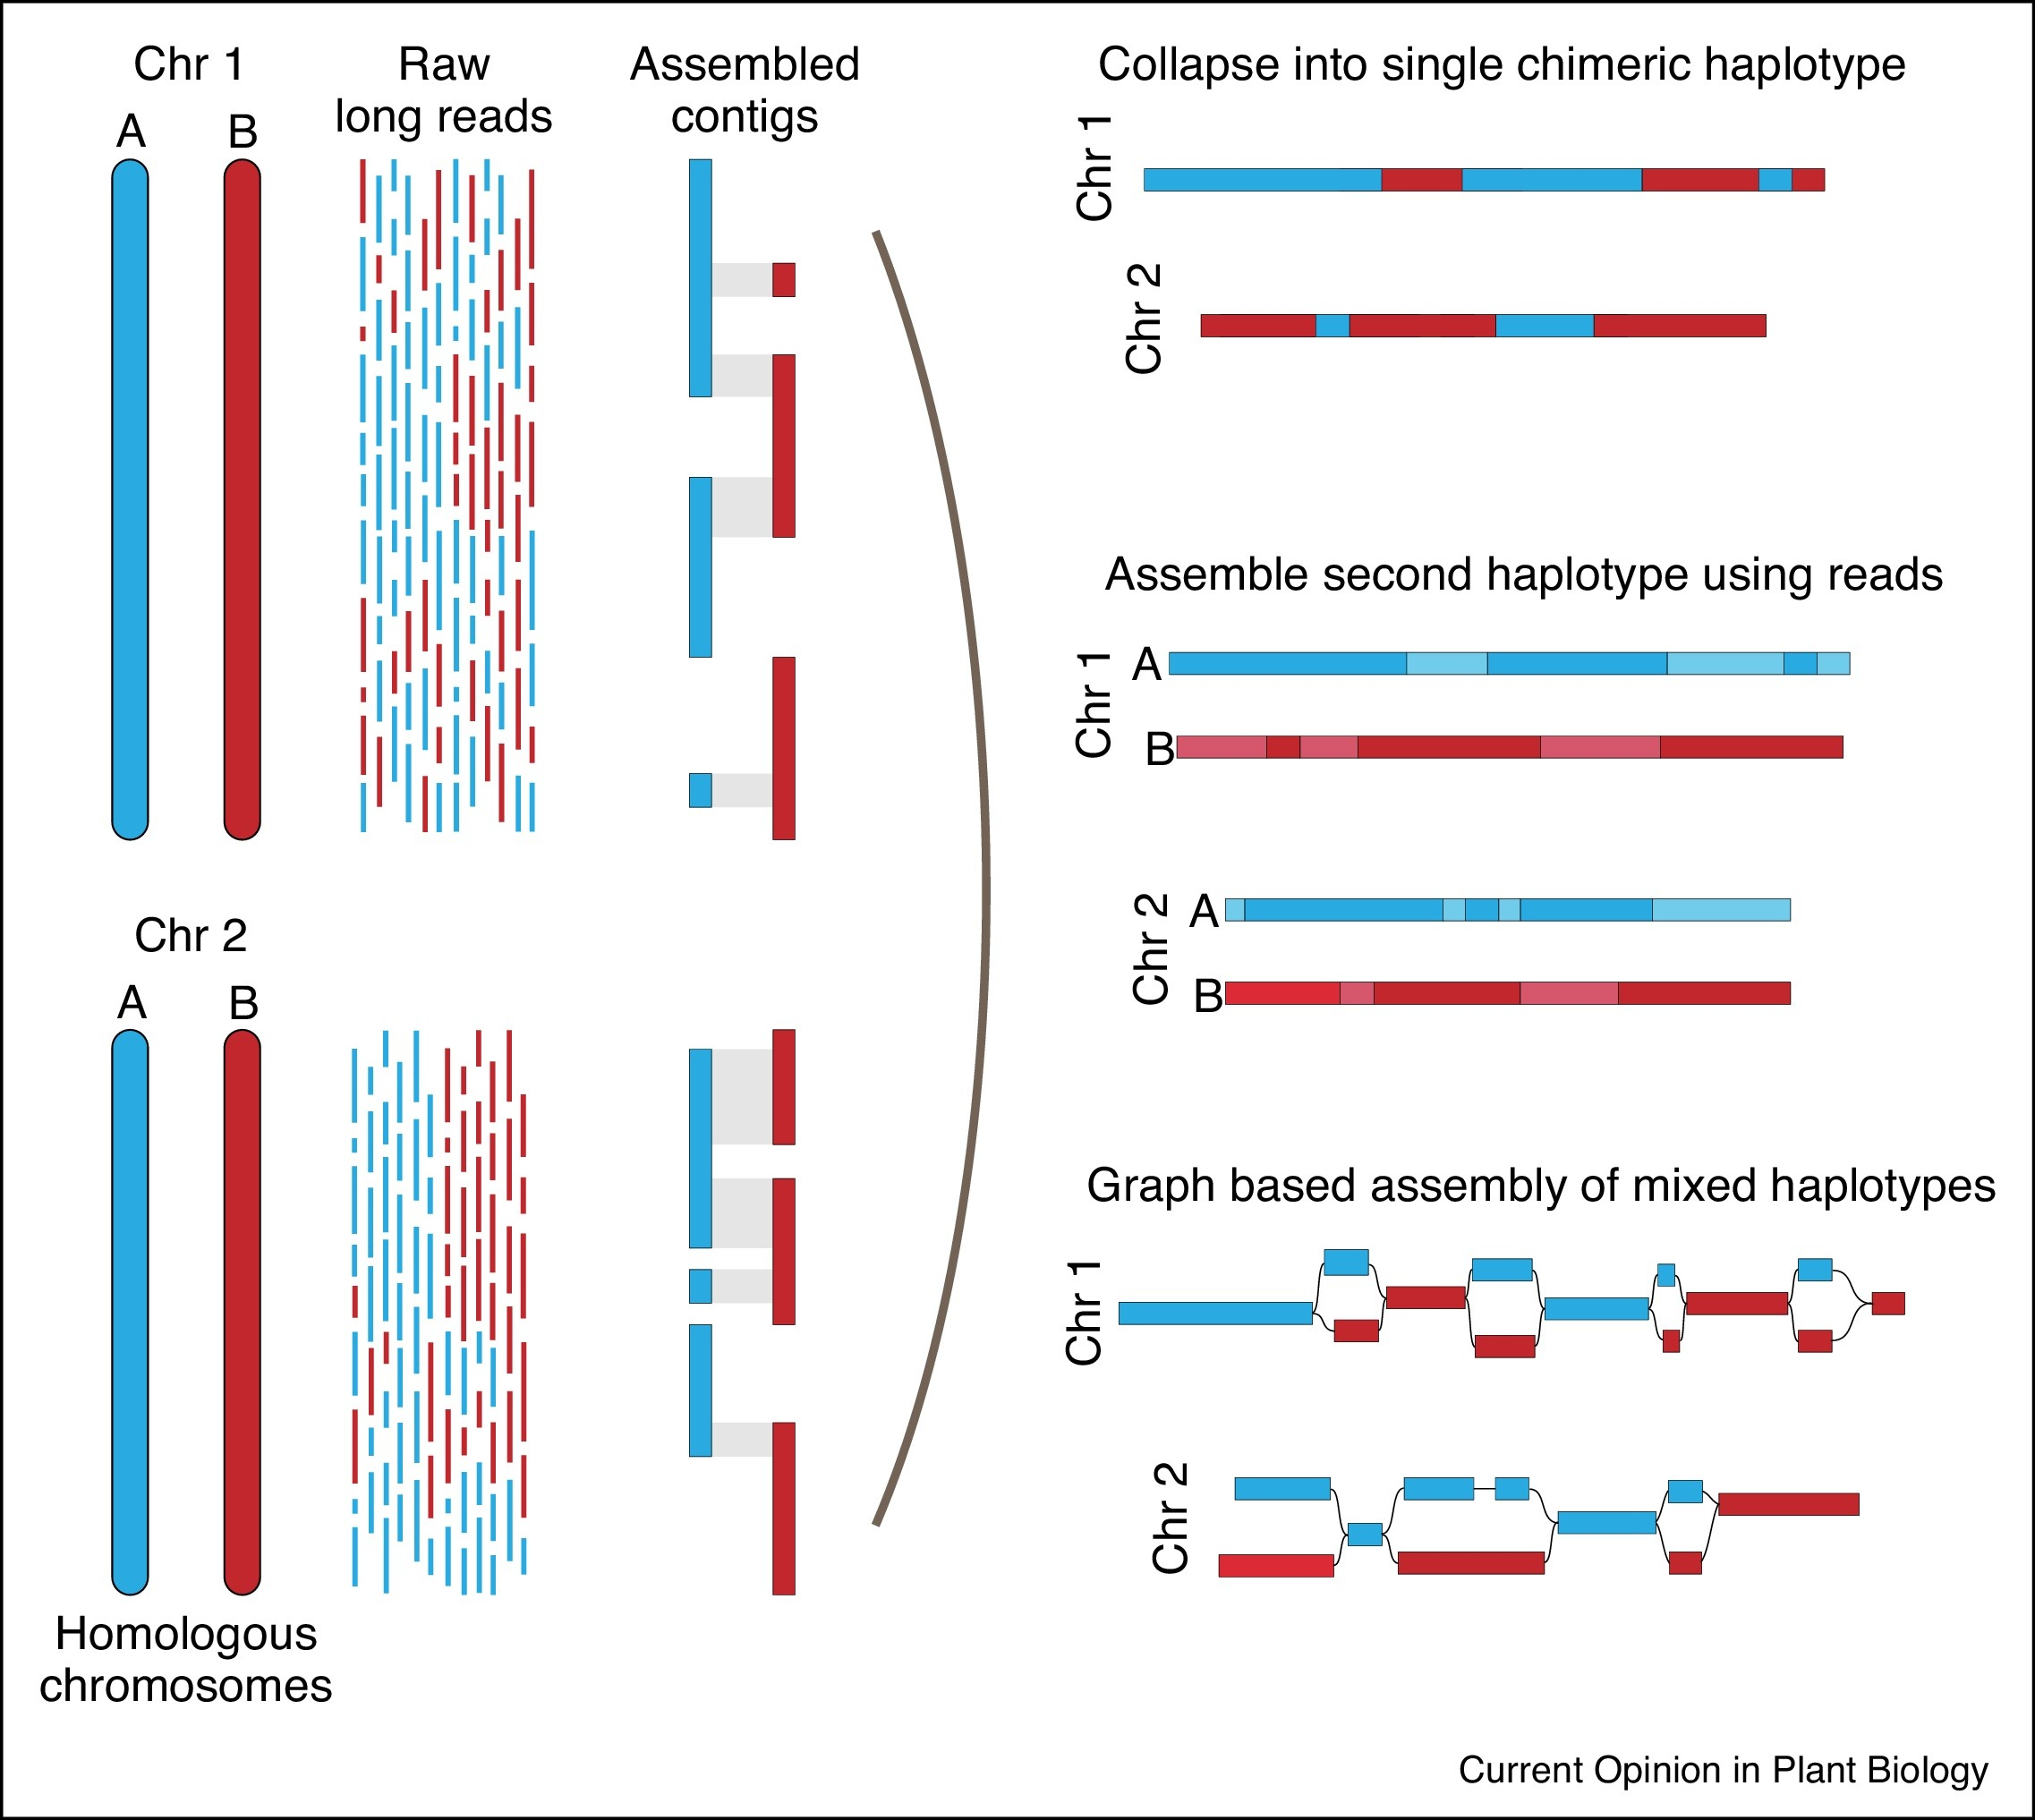 Chr 1
A
B
Raw
long reads
Assembled
contigs
Chr 2
A
B
Homologous
chromosomes
Collapse into single chimeric haplotype
Chr 1
Chr 2
Assemble second haplotype using reads
Chr 1
A
B
Chr 2
A
B
Graph based assembly of mixed haplotypes
Chr 1
Chr 2
Current Opinion in Plant Biology